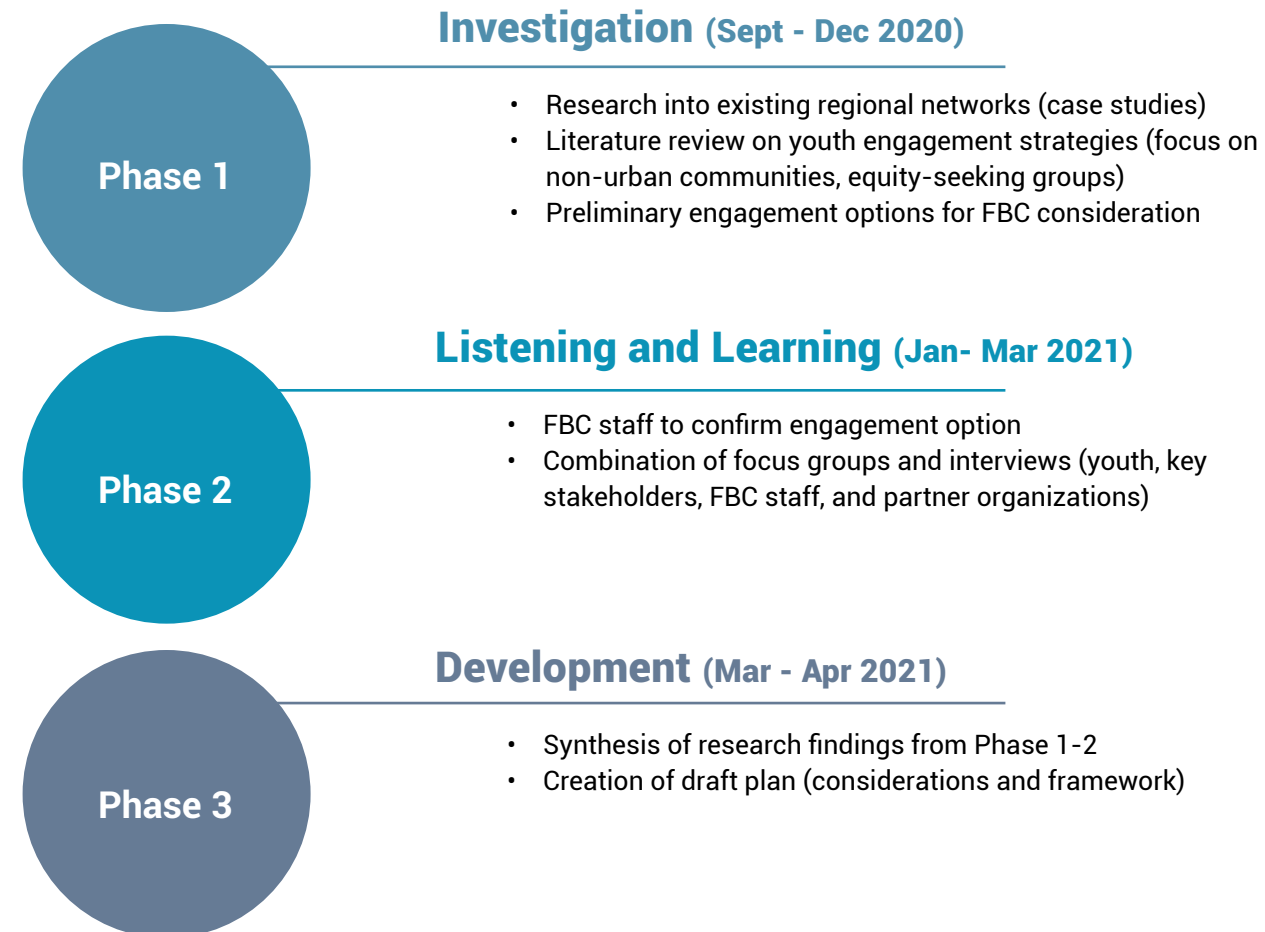 Investigation (Sept - Dec 2020)
Phase 1
• Research into existing regional networks (case studies)
• Literature review on youth engagement strategies (focus on
non-urban communities, equity-seeking groups)
• Preliminary engagement options for FBC consideration
Listening and Learning (Jan- Mar 2021)
Phase 2
• FBC staff to confirm engagement option
• Combination of focus groups and interviews (youth, key
stakeholders, FBC staff, and partner organizations)
Development (Mar - Apr 2021)
Phase 3
• Synthesis of research findings from Phase 1-2
• Creation of draft plan (considerations and framework)